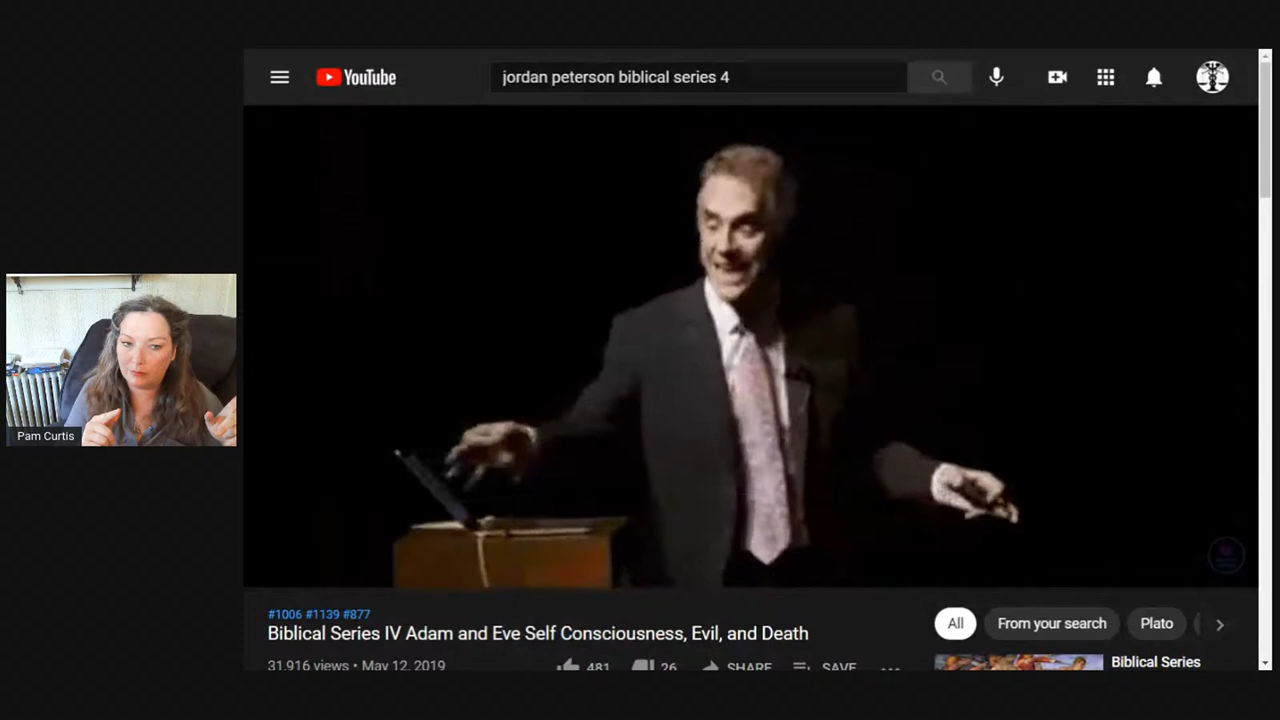 YouTube
jordan peterson biblical series 4
Pam Curtis
#1006 #1139 #877
Biblical Series IV Adam and Eve Self Consciousness, Evil, and Death
All
From your search
Plato
31,916 views • May 12, 2019
481
26
SHARE
SAVE
Biblical Series